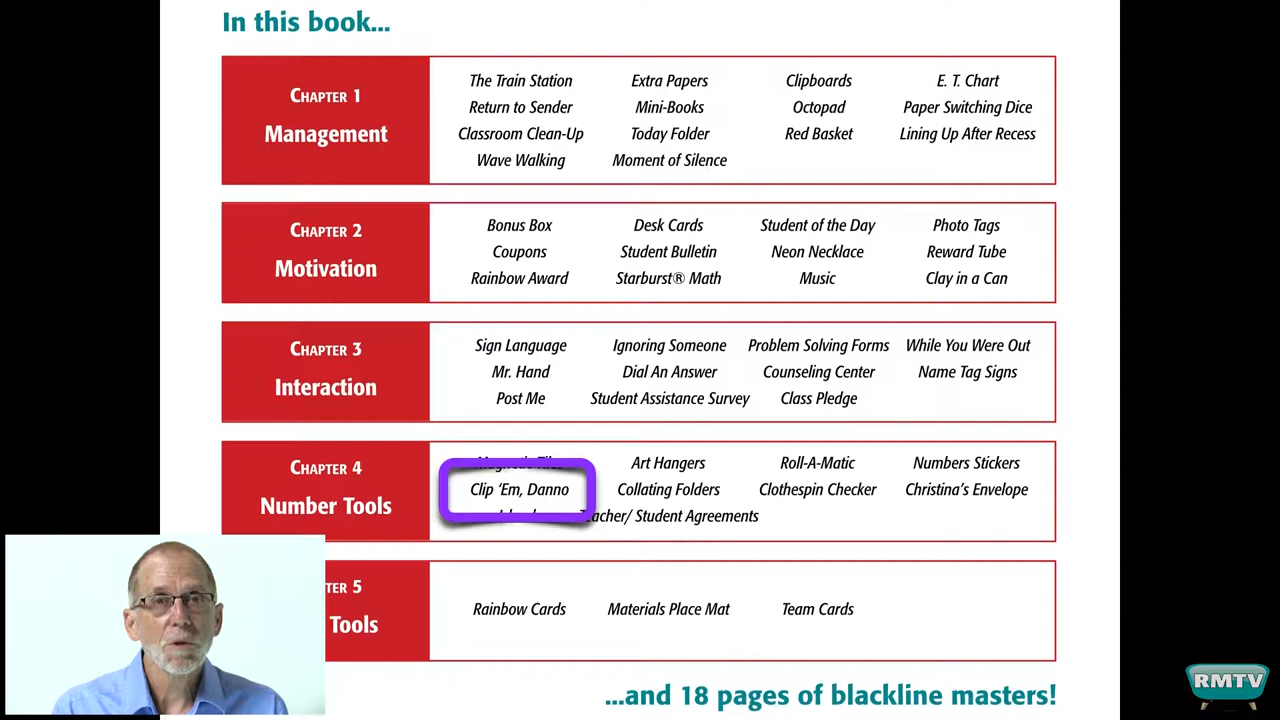 In this book...
CHAPTER 1
Management
The Train Station Extra Papers Clipboards E. T. Chart
Return to Sender Mini-Books Octopad Paper Switching Dice
Classroom Clean-Up Today Folder Red Basket Lining Up After Recess
Wave Walking Moment of Silence
CHAPTER 2
Motivation
Bonus Box Desk Cards Student of the Day Photo Tags
Coupons Student Bulletin Neon Necklace Reward Tube
Rainbow Award Starburst® Math Music Clay in a Can
CHAPTER 3
Interaction
Sign Language Ignoring Someone Problem Solving Forms While You Were Out
Mr. Hand Dial An Answer Counseling Center Name Tag Signs
Post Me Student Assistance Survey Class Pledge
CHAPTER 4
Number Tools
Art Hangers Roll-A-Matic Numbers Stickers
Clip ‘Em, Danno Collating Folders Clothespin Checker Christina’s Envelope
Student Agreements
5
Tools
Rainbow Cards Materials Place Mat Team Cards
...and 18 pages of blackline masters!
RMTV